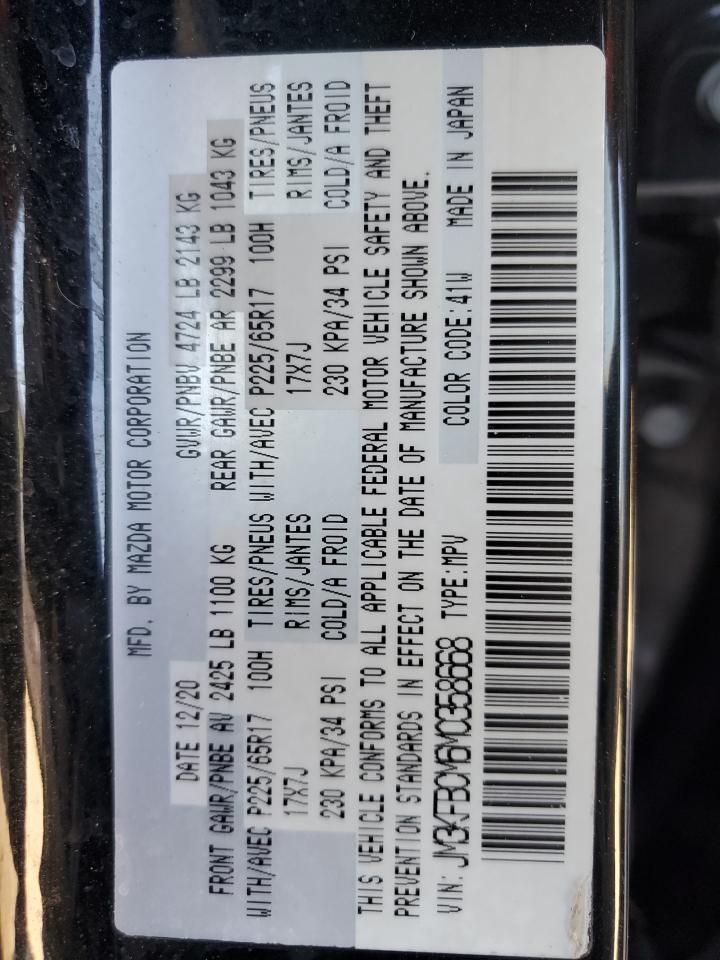 MFD. BY MAZDA MOTOR CORPORATION
DATE 12/20 GVWR/PNBV 4724 LB 2143 KG
FRONT GAWR/PNBE AV 2425 LB 1100 KG REAR GAWR/PNBE AR 2299 LB 1043 KG
WITH/AVEC P225/65R17 100H TIRES/PNEUS WITH/AVEC P225/65R17 100H TIRES/PNEUS
17X7J RIMS/JANTES 17X7J RIMS/JANTES
230 KPA/34 PSI COLD/A FROID 230 KPA/34 PSI COLD/A FROID
THIS VEHICLE CONFORMS TO ALL APPLICABLE FEDERAL MOTOR VEHICLE SAFETY AND THEFT
PREVENTION STANDARDS IN EFFECT ON THE DATE OF MANUFACTURE SHOWN ABOVE.
VIN: JM3KFBCM6M0358668 TYPE:MPV COLOR CODE:41W MADE IN JAPAN